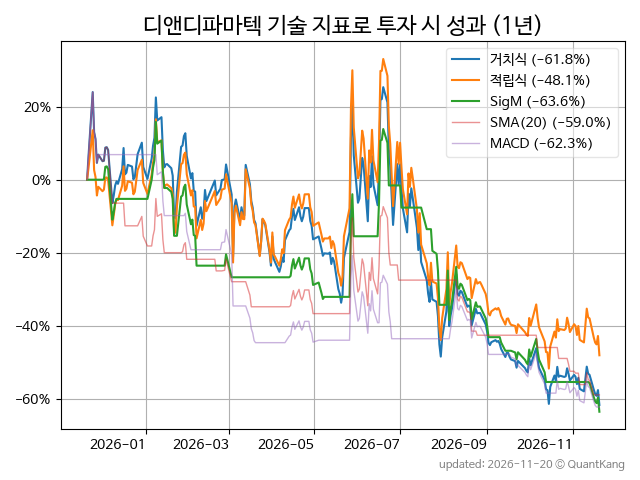 디앤디파마텍 기술 지표로 투자 시 성과 (1년)
거치식 (−61.8%)
적립식 (−48.1%)
SigM (−63.6%)
SMA(20) (−59.0%)
MACD (−62.3%)
20%
0%
−20%
−40%
−60%
2026-01 2026-03 2026-05 2026-07 2026-09 2026-11
updated: 2026-11-20 © QuantKang